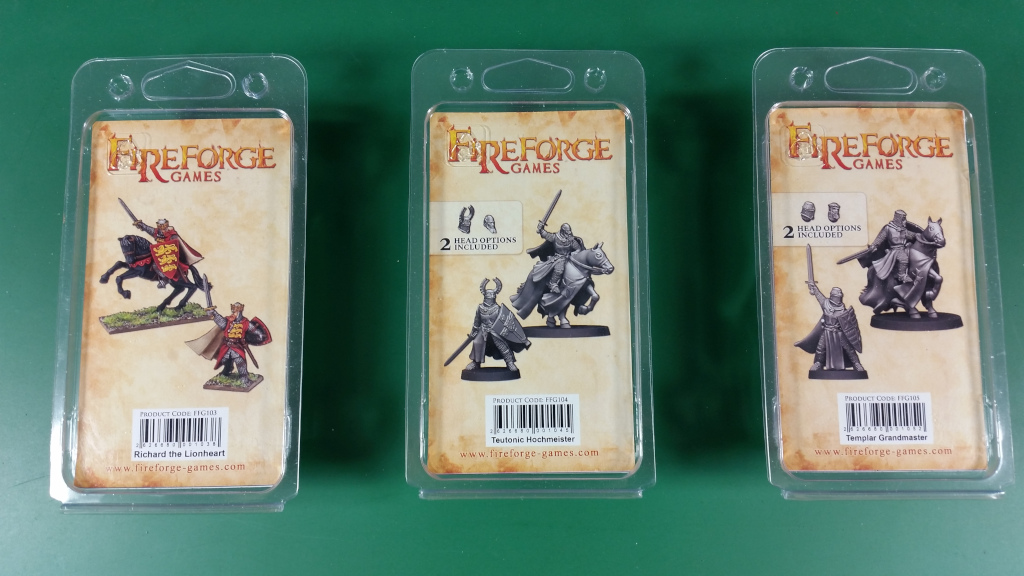 FIREFORGE
GAMES
PRODUCT CODE: FFG103
Richard the Lionheart
www.fireforge-games.com
FIREFORGE
GAMES
2 HEAD OPTIONS
INCLUDED
PRODUCT CODE: FFG104
Teutonic Hochmeister
www.fireforge-games.com
FIREFORGE
GAMES
2 HEAD OPTIONS
INCLUDED
PRODUCT CODE: FFG105
Templar Grandmaster
www.fireforge-games.com